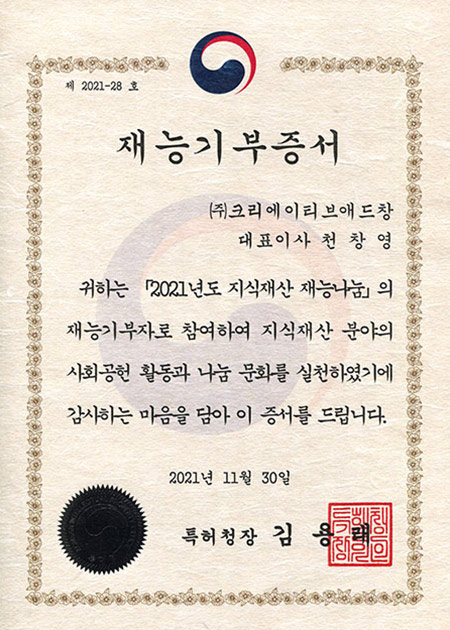 제 2021-28 호
재능기부증서
㈜크리에이티브애드창
대표이사 천창영
귀하는 「2021년도 지식재산 재능나눔」의
재능기부자로 참여하여 지식재산 분야의
사회공헌 활동과 나눔 문화를 실천하였기에
감사하는 마음을 담아 이 증서를 드립니다.
2021년 11월 30일
특허청장 김용래